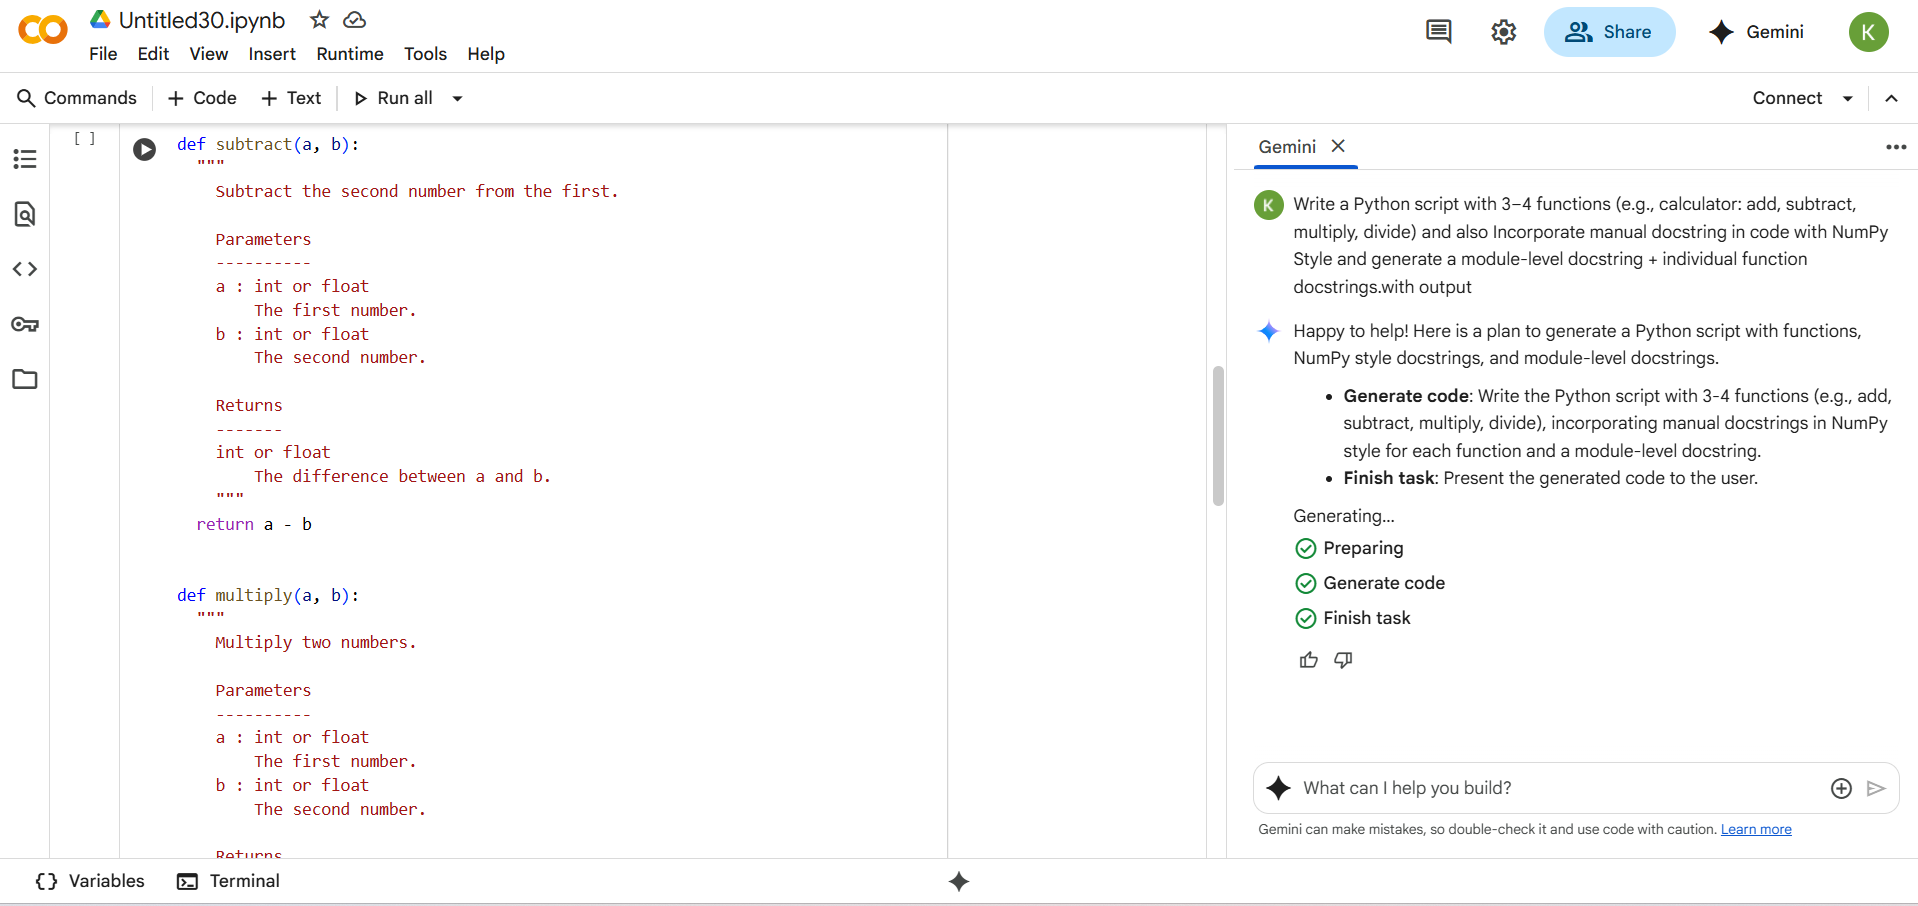 Untitled30.ipynb
File Edit View Insert Runtime Tools Help
Share
Gemini
K
Commands
+ Code
+ Text
Run all
Connect
[ ]
def subtract(a, b):
"""
Subtract the second number from the first.
Parameters
----------
a : int or float
The first number.
b : int or float
The second number.
Returns
-------
int or float
The difference between a and b.
"""
return a - b
def multiply(a, b):
"""
Multiply two numbers.
Parameters
----------
a : int or float
The first number.
b : int or float
The second number.
Returns
Gemini
K
Write a Python script with 3–4 functions (e.g., calculator: add, subtract,
multiply, divide) and also Incorporate manual docstring in code with NumPy
Style and generate a module-level docstring + individual function
docstrings.with output
Happy to help! Here is a plan to generate a Python script with functions,
NumPy style docstrings, and module-level docstrings.
• Generate code: Write the Python script with 3-4 functions (e.g., add,
subtract, multiply, divide), incorporating manual docstrings in NumPy
style for each function and a module-level docstring.
• Finish task: Present the generated code to the user.
Generating...
Preparing
Generate code
Finish task
What can I help you build?
Gemini can make mistakes, so double-check it and use code with caution. Learn more
{} Variables
Terminal